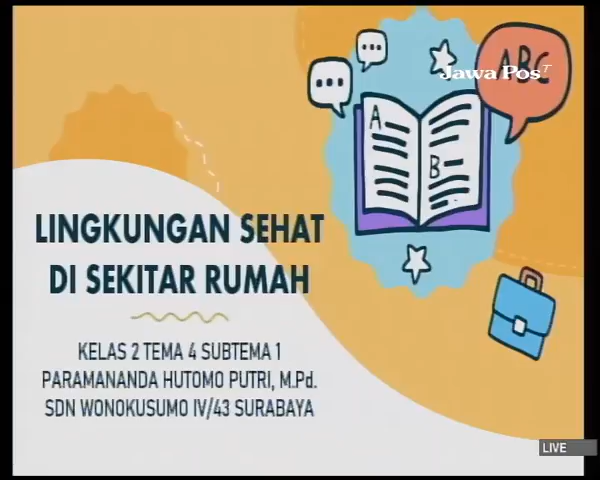 Jawa Pos T
ABC
A
B
LINGKUNGAN SEHAT
DI SEKITAR RUMAH
KELAS 2 TEMA 4 SUBTEMA 1
PARAMANANDA HUTOMO PUTRI, M.Pd.
SDN WONOKUSUMO IV/43 SURABAYA
LIVE